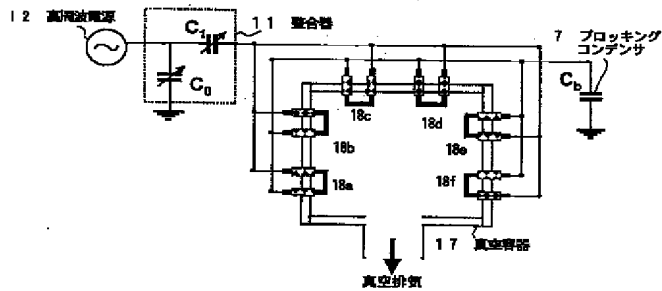 12 高周波電源
11 整合器
C₁
C₀
7 ブロッキング
コンデンサ
C_b
18c
18d
18b
18e
18a
18f
17 真空容器
真空排気